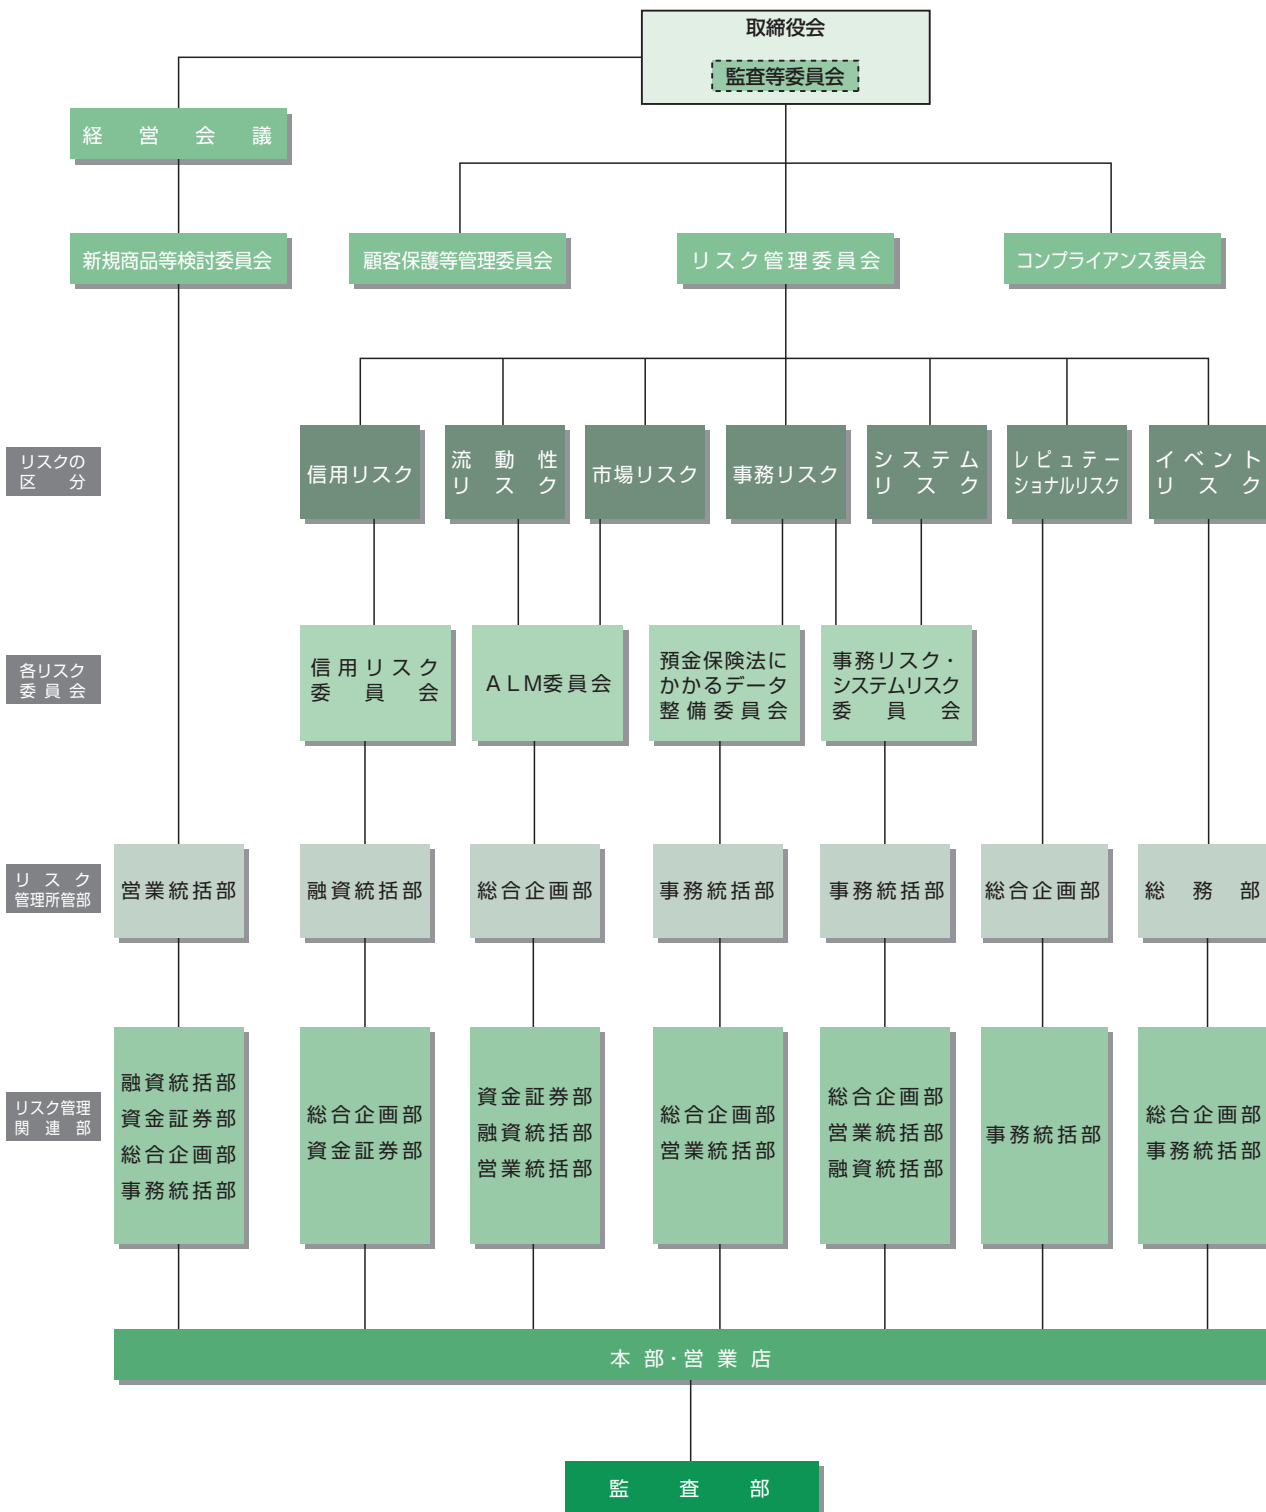 取締役会
監査等委員会
経営会議
新規商品等検討委員会
顧客保護等管理委員会
リスク管理委員会
コンプライアンス委員会
リスクの
区分
信用リスク
流動性
リスク
市場リスク
事務リスク
システム
リスク
レピュテー
ショナルリスク
イベント
リスク
各リスク
委員会
信用リスク
委員会
ALM委員会
預金保険法に
かかるデータ
整備委員会
事務リスク・
システムリスク
委員会
リスク
管理所管部
営業統括部
融資統括部
総合企画部
事務統括部
事務統括部
総合企画部
総務部
リスク管理
関連部
融資統括部
資金証券部
総合企画部
事務統括部
総合企画部
資金証券部
資金証券部
融資統括部
営業統括部
総合企画部
営業統括部
総合企画部
営業統括部
融資統括部
事務統括部
総合企画部
事務統括部
本部・営業店
監査部